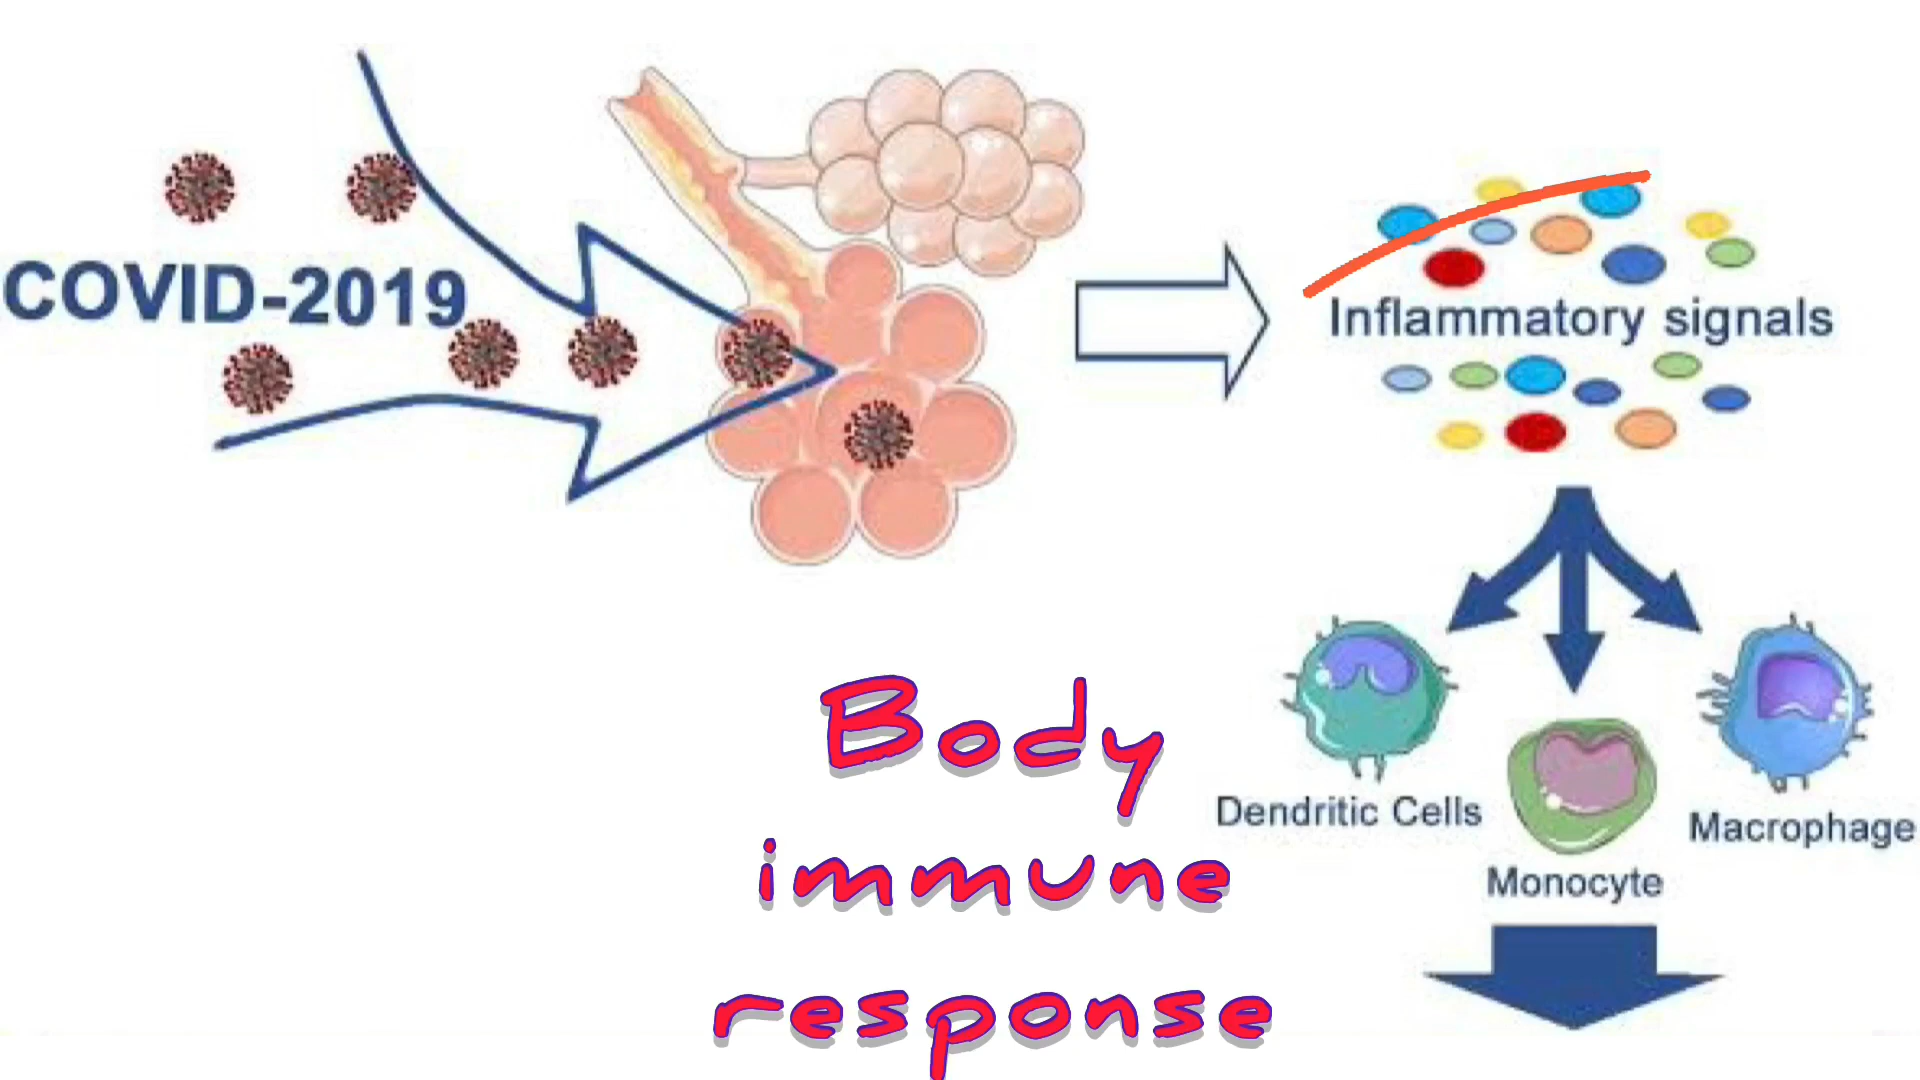 COVID-2019
Inflammatory signals
Dendritic Cells
Monocyte
Macrophage
Body
immune
response